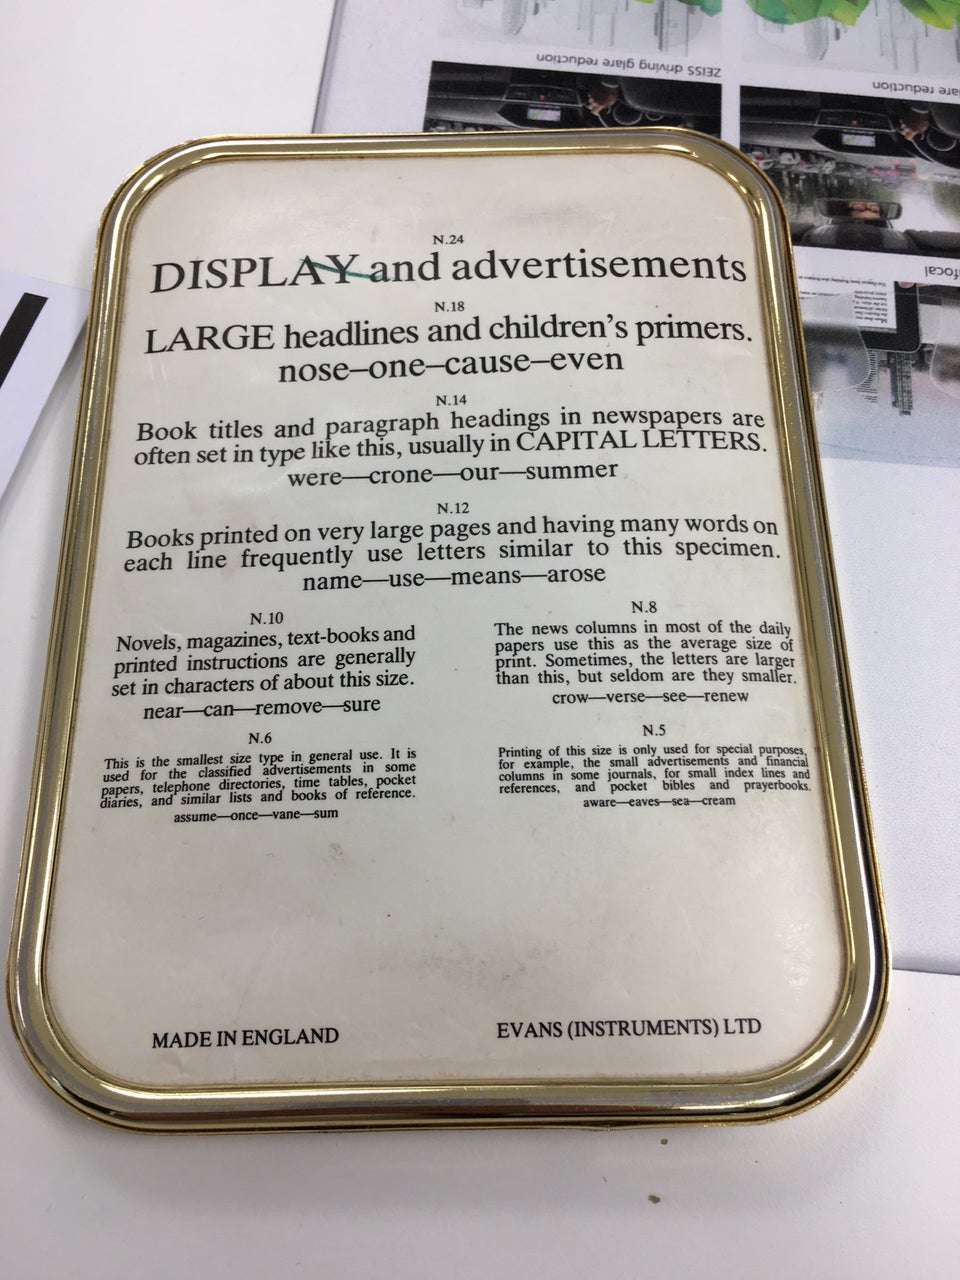 ZEISS driving glare reduction
are reduction
N.24
DISPLAY and advertisements
N.18
LARGE headlines and children's primers.
nose—one—cause—even
N.14
Book titles and paragraph headings in newspapers are
often set in type like this, usually in CAPITAL LETTERS.
were—crone—our—summer
N.12
Books printed on very large pages and having many words on
each line frequently use letters similar to this specimen.
name—use—means—arose
N.10
Novels, magazines, text-books and
printed instructions are generally
set in characters of about this size.
near—can—remove—sure
N.8
The news columns in most of the daily
papers use this as the average size of
print. Sometimes, the letters are larger
than this, but seldom are they smaller.
crow—verse—see—renew
N.6
This is the smallest size type in general use. It is
used for the classified advertisements in some
papers, telephone directories, time tables, pocket
diaries, and similar lists and books of reference.
assume—once—vane—sum
N.5
Printing of this size is only used for special purposes,
for example, the small advertisements and financial
columns in some journals, for small index lines and
references, and pocket bibles and prayerbooks.
aware—eaves—sea—cream
MADE IN ENGLAND
EVANS (INSTRUMENTS) LTD